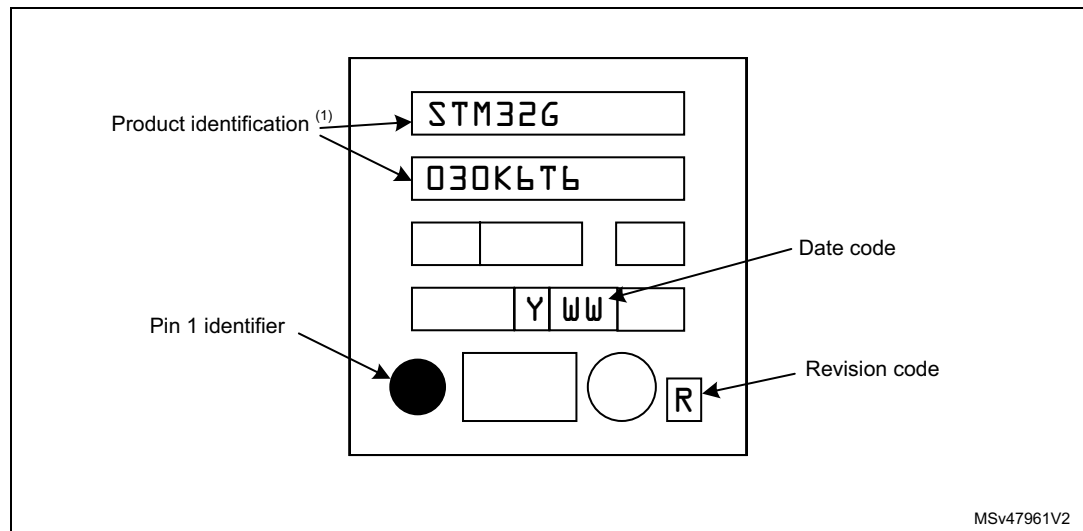 STM32G
Product identification (1)
030K6T6
Date code
Y WW
Pin 1 identifier
Revision code
R
MSv47961V2